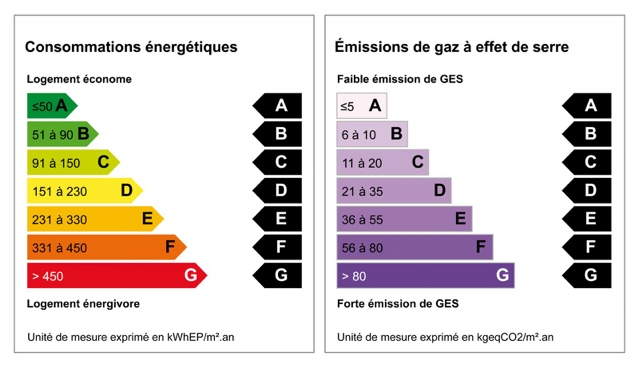 Consommations énergétiques
Logement économe
≤50 A A
51 à 90 B B
91 à 150 C C
151 à 230 D D
231 à 330 E E
331 à 450 F F
> 450 G G
Logement énergivore
Unité de mesure exprimé en kWhEP/m².an
Émissions de gaz à effet de serre
Faible émission de GES
≤5 A A
6 à 10 B B
11 à 20 C C
21 à 35 D D
36 à 55 E E
56 à 80 F F
> 80 G G
Forte émission de GES
Unité de mesure exprimé en kgeqCO2/m².an